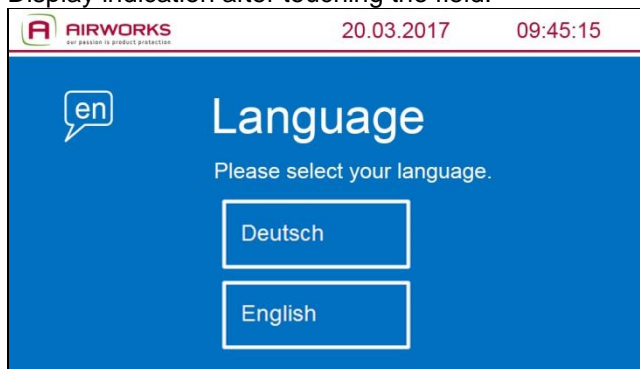 Display indication after touching the field.
AIRWORKS 20.03.2017 09:45:15
our passion is product protection
en
Language
Please select your language.
Deutsch
English